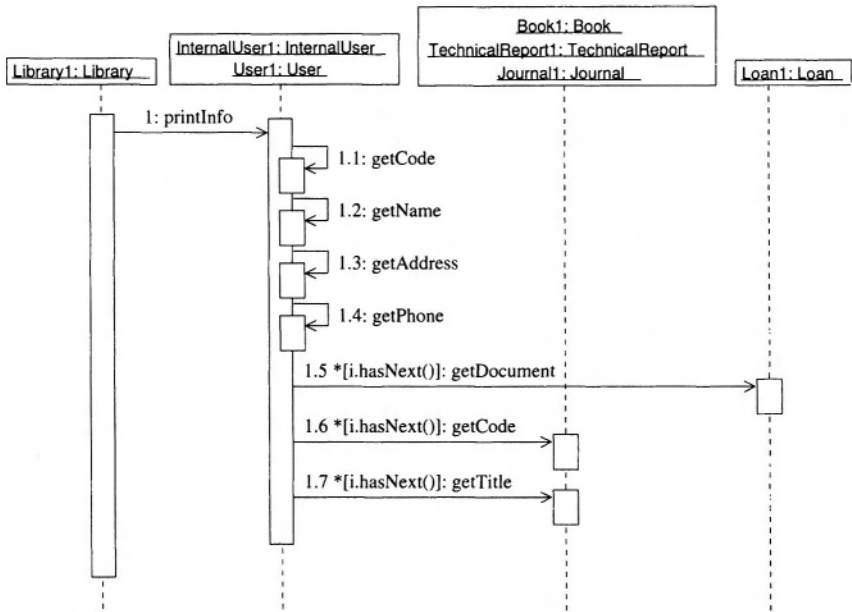 Book1: Book
InternalUser1: InternalUser
TechnicalReport1: TechnicalReport
Library1: Library
User1: User
Journal1: Journal
Loan1: Loan
1: printInfo
1.1: getCode
1.2: getName
1.3: getAddress
1.4: getPhone
1.5 *[i.hasNext()]: getDocument
1.6 *[i.hasNext()]: getCode
1.7 *[i.hasNext()]: getTitle